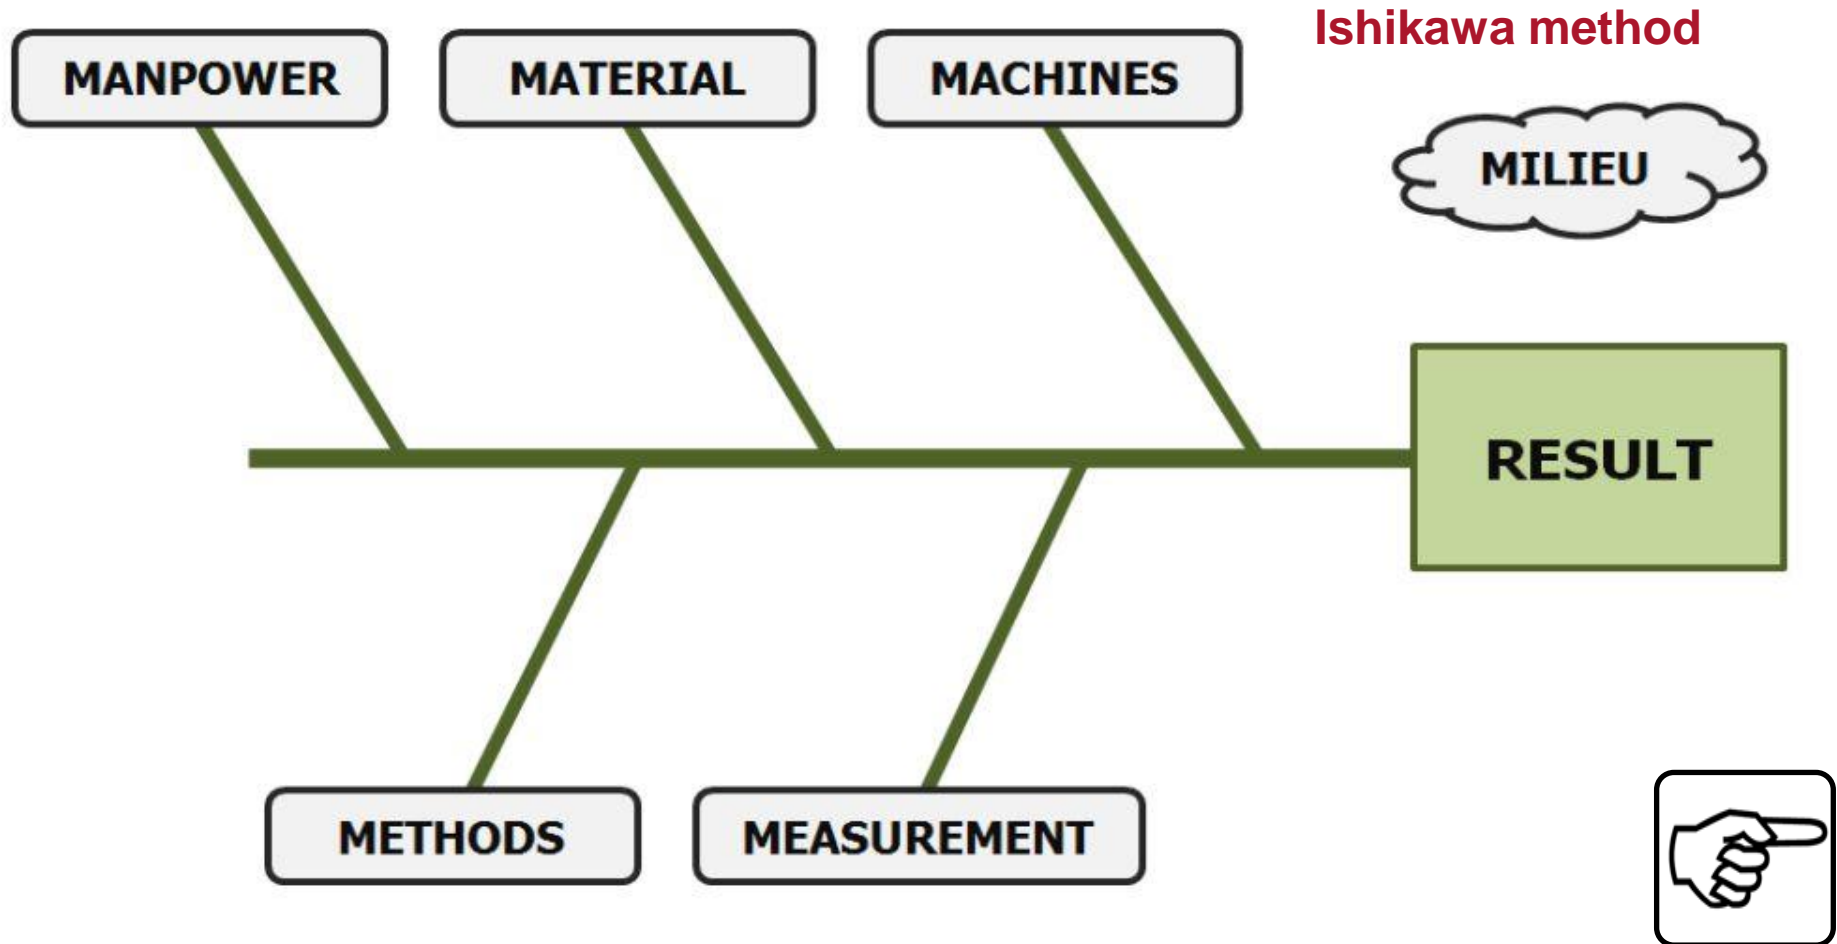 Ishikawa method
MANPOWER
MATERIAL
MACHINES
MILIEU
RESULT
METHODS
MEASUREMENT